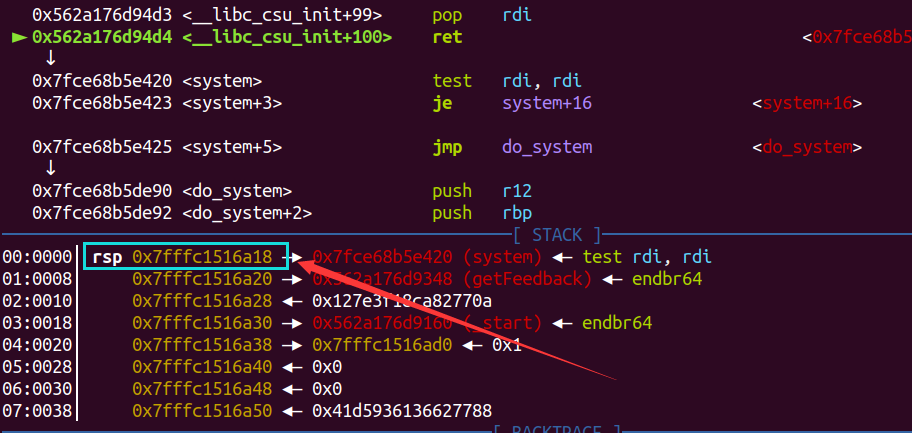 0x562a176d94d3 <__libc_csu_init+99> pop rdi
► 0x562a176d94d4 <__libc_csu_init+100> ret <0x7fce68b5
↓
0x7fce68b5e420 <system> test rdi, rdi
0x7fce68b5e423 <system+3> je system+16 <system+16>
0x7fce68b5e425 <system+5> jmp do_system <do_system>
↓
0x7fce68b5de90 <do_system> push r12
0x7fce68b5de92 <do_system+2> push rbp
[ STACK ]
00:0000│ rsp 0x7fffc1516a18 —► 0x7fce68b5e420 (system) ◄— test rdi, rdi
01:0008│ 0x7fffc1516a20 —► 0x562a176d9348 (getFeedback) ◄— endbr64
02:0010│ 0x7fffc1516a28 ◄— 0x127e3f18ca82770a
03:0018│ 0x7fffc1516a30 —► 0x562a176d9160 (_start) ◄— endbr64
04:0020│ 0x7fffc1516a38 —► 0x7fffc1516ad0 ◄— 0x1
05:0028│ 0x7fffc1516a40 ◄— 0x0
06:0030│ 0x7fffc1516a48 ◄— 0x0
07:0038│ 0x7fffc1516a50 ◄— 0x41d5936136627788
[ BACKTRACE ]